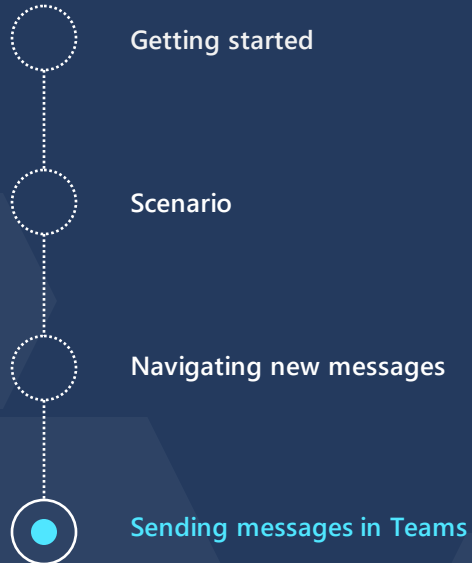 Getting started
Scenario
Navigating new messages
Sending messages in Teams